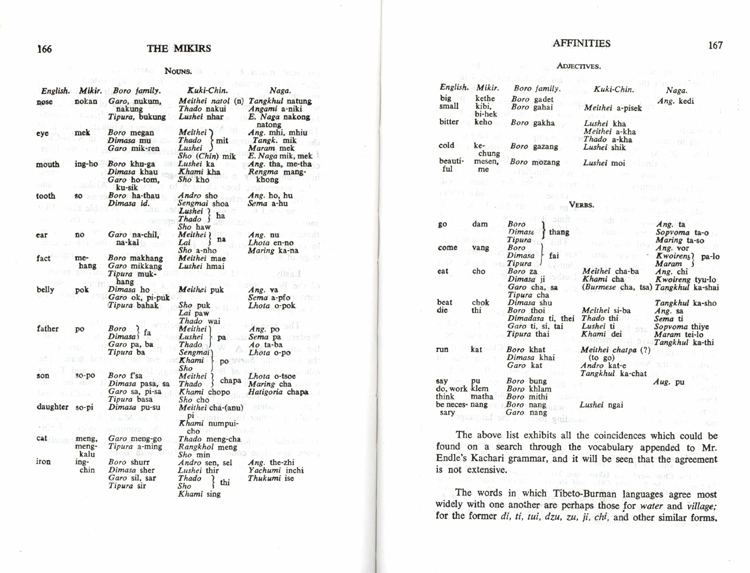 166 THE MIKIRS
NOUNS.
English. Mikir. Boro family. Kuki-Chin. Naga.
nose nokan Garo, nukum, Meithei natol (n) Tangkhul natung
nakung Thado nakui Angami a-niki
Tipura, bukung Lushei nhar E. Naga nakong
natong
eye mek Boro megan Meithei } Ang. mhi, mhiu
Dimasa mu Thado } mit Tangk. mik
Garo mik-ren Lushei } Maram mek
Sho (Chin) mik E. Naga mik, mek
mouth ing-ho Boro khu-ga Lushei ka Ang. tha, me-tha
Dimasa khau Khami kha Rengma mang-
Garo ho-tom, Sho kho khong
ku-sik
tooth so Boro ha-thau Andro sho Ang. ho, hu
Dimasa id. Sengmai shoa Sema a-hu
Lushei } ha
Thado }
Sho haw
ear no Garo na-chil, Meithei } na Ang. nu
na-kal Lai } Lhota en-no
Sho a-nho Maring ka-na
fact me- Boro makhang Meithei mae
hang Garo mikkang Lushei hmai
Tipura muk-
hang
belly pok Dimasa ho Meithei puk Ang. va
Garo ok, pi-puk Sema a-pfo
Tipura bahak Sho puk Lhota o-pok
Lai paw
Thado wai
father po Boro } fa Meithei } Ang. po
Dimasa } Lushei } pa Sema pa
Garo pa, ba Thado } Ao ta-ba
Tipura ba Sengmai } Lhota o-po
Khami } po
Sho }
son so-po Boro f'sa Meithei } chapa Lhota o-tsoe
Dimasa pasa, sa Thado } Maring cha
Garo sa, pi-sa Khami chopo Hatigoria chapa
Tipura basa Sho cho
daughter so-pi Dimasa pu-su Meithei cha-(anu)
pi
Khami numpui-
cho
cat meng, Garo meng-go Thado meng-cha
meng- Tipura a-ming Rangkhol meng
kalu Sho min
iron ing- Boro shurr Andro sen, sel Ang. the-zhi
chin Dimasa sher Lushei thir Yachumi inchi
Garo sil, sar Thado } thi Thukumi ise
Tipura sir Sho }
Khami sing
AFFINITIES 167
ADJECTIVES.
English. Mikir. Boro family. Kuki-Chin. Naga.
big kethe Boro gadet Ang. kedi
small kibi, Boro gahai Meithei a-pisek
bi-hek
bitter keho Boro gakha Lushei kha
Meithei a-kha
Thado a-kha
cold ke- Boro gazang Lushei shik
chung
beauti- mesen, Boro mozang Lushei moi
ful me
VERBS.
go dam Boro } Ang. ta
Dimasa } thang Sopvoma ta-o
Tipura } Maring ta-so
come vang Boro } Ang. vor
Dimasa } fai Kwoireng } pa-lo
Tipura } Maram }
eat cho Boro za Meithei cha-ba Ang. chi
Dimasa ji Khami cha Kwoireng tyu-lo
Garo cha, sa (Burmese cha, tsa) Tangkhul ka-shai
Tipura cha
beat chok Dimasa shu Tangkhul ka-sho
die thi Boro thoi Meithei si-ba Ang. sa
Dimadasa ti, thei Thado thi Sema ti
Garo ti, si, tai Lushei ti Sopvoma thiye
Tipura thai Khami dei Maram tei-lo
Tangkhul ka-thi
run kat Boro khat Meithei chatpa (?)
Dimasa khai (to go)
Garo kat Andro kat-e
Tangkhul ka-chat
say pu Boro bung Aug. pu
do, work klem Boro khlam
think matha Boro mithi
be neces- nang Boro nang Lushei ngai
sary Garo nang
The above list exhibits all the coincidences which could be
found on a search through the vocabulary appended to Mr.
Endle's Kachari grammar, and it will be seen that the agreement
is not extensive.
The words in which Tibeto-Burman languages agree most
widely with one another are perhaps those for water and village;
for the former di, ti, tui, dzu, zu, ji, chi, and other similar forms.